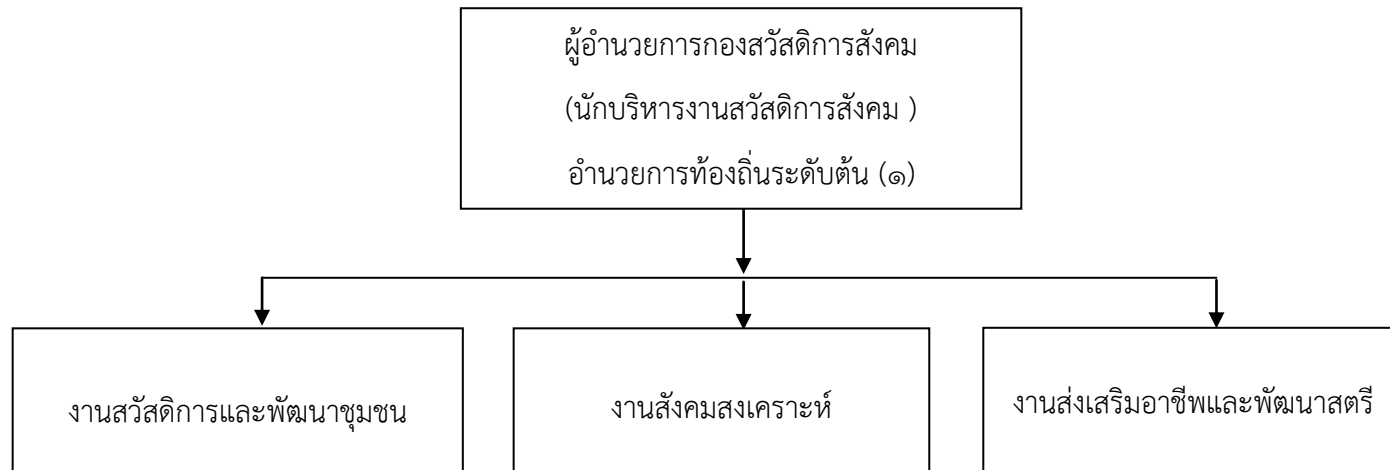 ผู้อำนวยการกองสวัสดิการสังคม
(นักบริหารงานสวัสดิการสังคม )
อำนวยการท้องถิ่นระดับต้น (๑)
งานสวัสดิการและพัฒนาชุมชน
งานสังคมสงเคราะห์
งานส่งเสริมอาชีพและพัฒนาสตรี